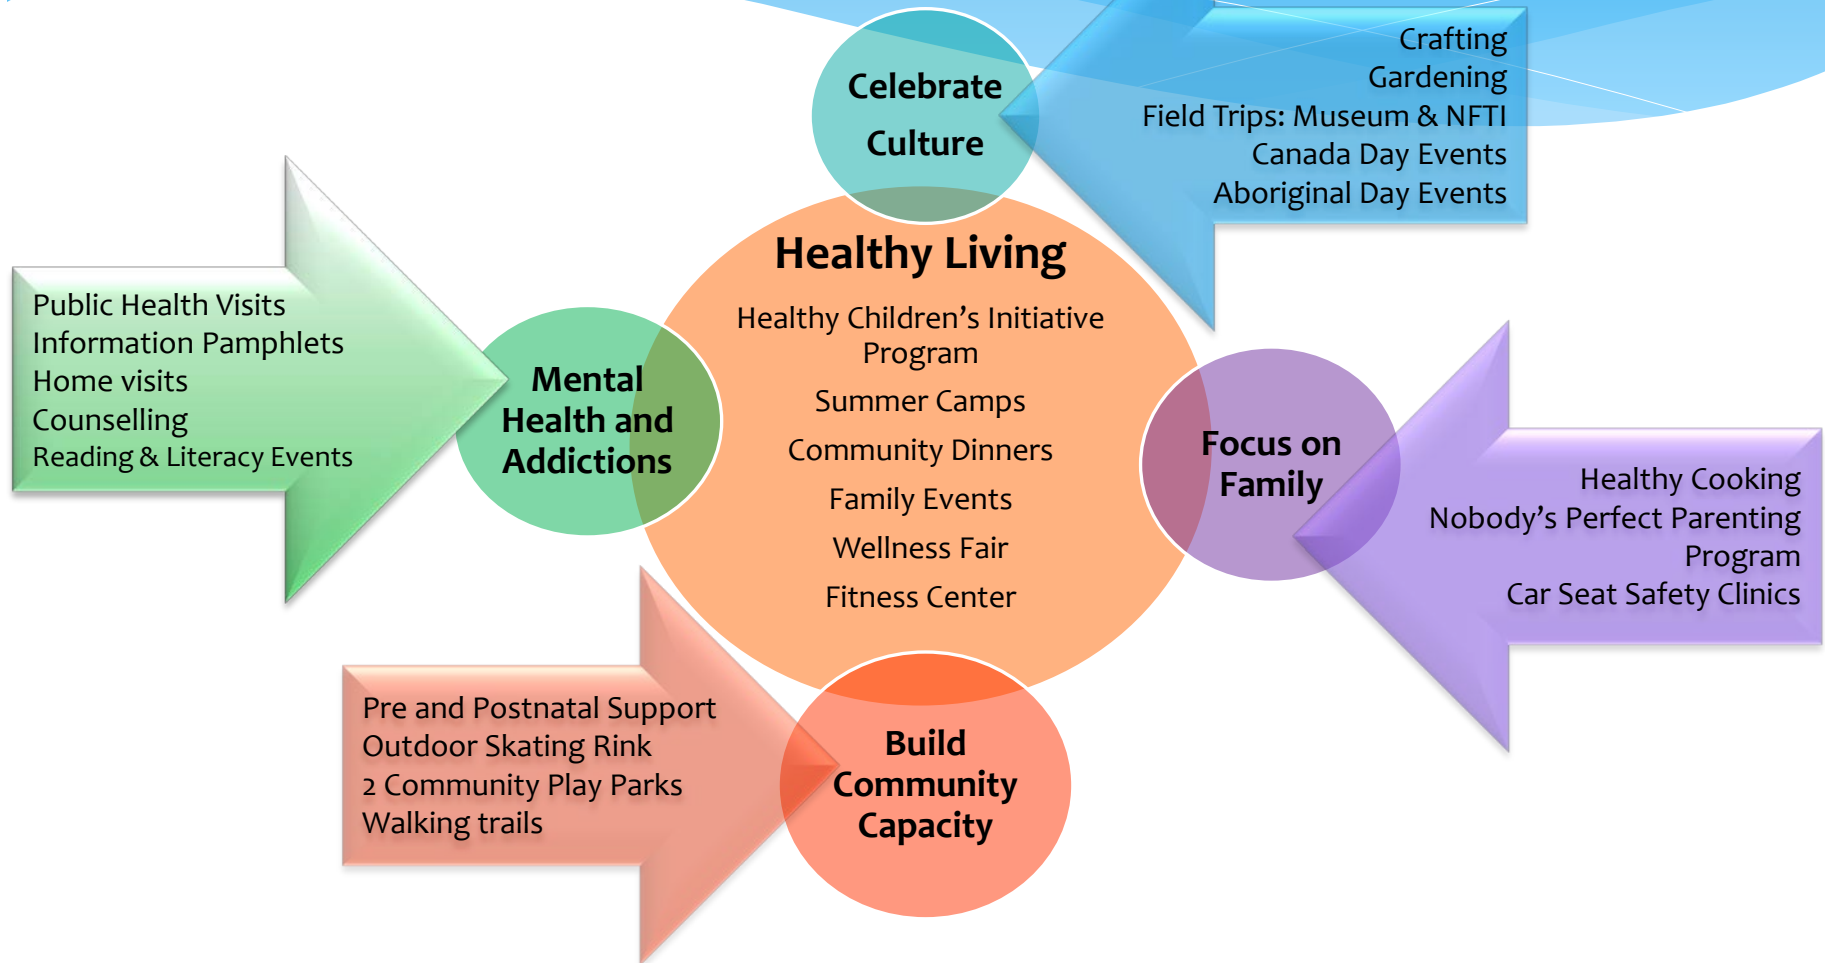 Celebrate
Culture
Crafting
Gardening
Field Trips: Museum & NFTI
Canada Day Events
Aboriginal Day Events
Healthy Living
Healthy Children's Initiative
Program
Summer Camps
Community Dinners
Family Events
Wellness Fair
Fitness Center
Public Health Visits
Information Pamphlets
Home visits
Counselling
Reading & Literacy Events
Mental
Health and
Addictions
Focus on
Family
Healthy Cooking
Nobody's Perfect Parenting
Program
Car Seat Safety Clinics
Pre and Postnatal Support
Outdoor Skating Rink
2 Community Play Parks
Walking trails
Build
Community
Capacity